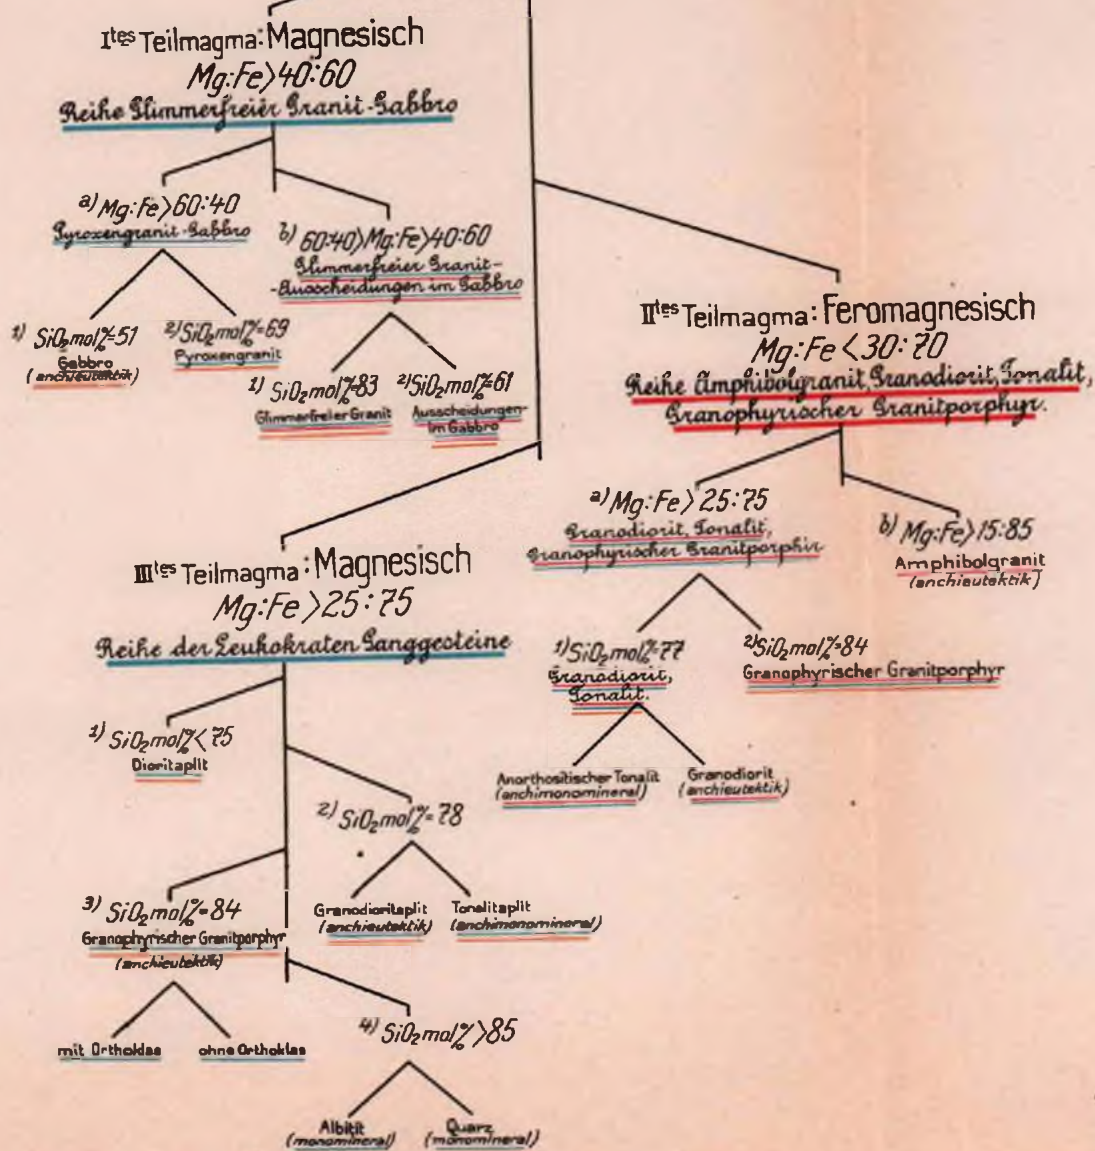 Ites Teilmagma: Magnesisch
Mg:Fe>40:60
Reihe Glimmerfreier Granit-Gabbro
a) Mg:Fe>60:40
Pyroxengranit-Gabbro
1) SiO2mol%=51
Gabbro
(anchieutektik)
2) SiO2mol%=69
Pyroxengranit
b) 60:40>Mg:Fe>40:60
Glimmerfreier Granit-
-Ausscheidungen im Gabbro
1) SiO2mol%=83
Glimmerfreier Granit
2) SiO2mol%=61
Ausscheidungen-
im Gabbro
IItes Teilmagma: Feromagnesisch
Mg:Fe<30:70
Reihe Amphibolgranit, Granodiorit, Tonalit,
Granophyrischer Granitporphyr.
a) Mg:Fe>25:75
Granodiorit, Tonalit,
Granophyrischer Granitporphir
1) SiO2mol%=77
Granodiorit,
Tonalit.
Anorthositischer Tonalit
(anchimonomineral)
Granodiorit
(anchieutektik)
2) SiO2mol%=84
Granophyrischer Granitporphyr
b) Mg:Fe>15:85
Amphibolgranit
(anchieutektik)
IIItes Teilmagma: Magnesisch
Mg:Fe>25:75
Reihe der Leukokraten Ganggesteine
1) SiO2mol%<75
Dioritaplit
2) SiO2mol%=78
Granodioritaplit
(anchieutektik)
Tonalitaplit
(anchimonomineral)
3) SiO2mol%=84
Granophyrischer Granitporphyr
(anchieutektik)
mit Orthoklas
ohne Orthoklas
4) SiO2mol%>85
Albitit
(monomineral)
Quarz
(monomineral)